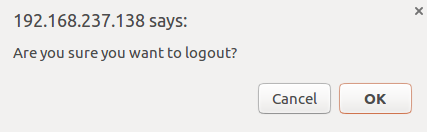 192.168.237.138 says:
Are you sure you want to logout?
Cancel OK